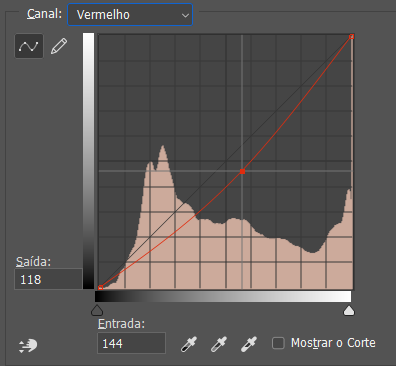 Canal: Vermelho
Saída:
118
Entrada:
144
Mostrar o Corte